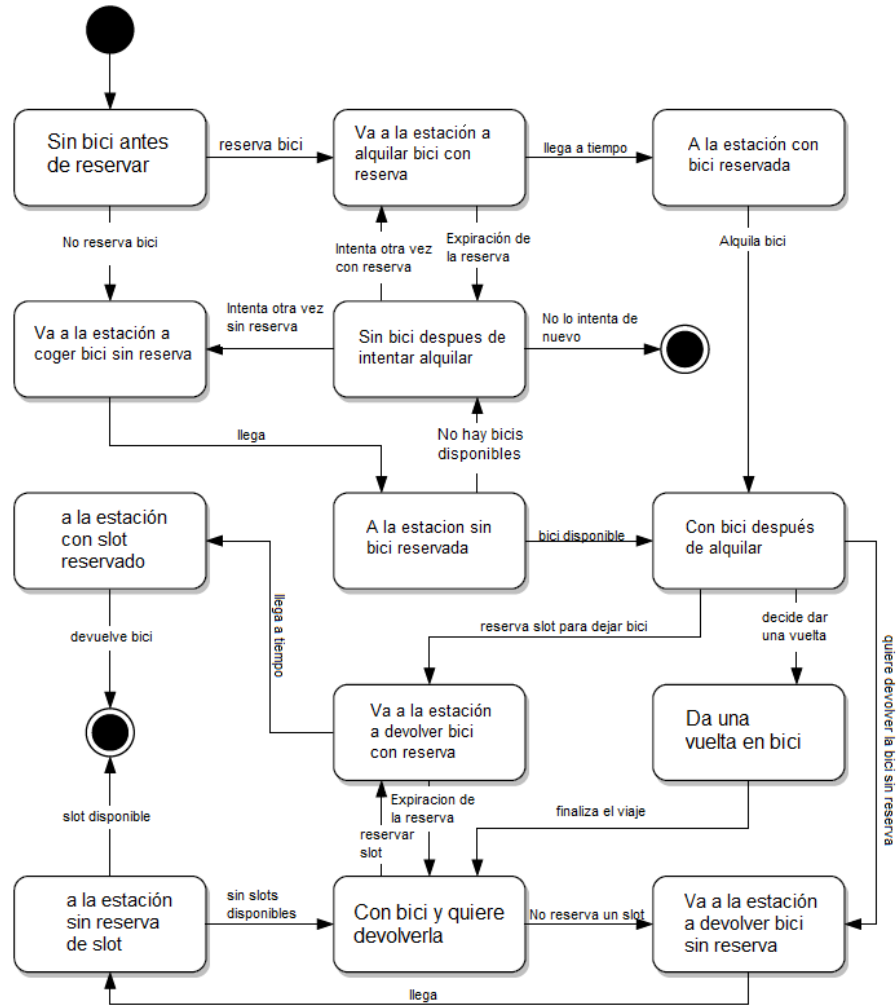 Sin bici antes
de reservar
reserva bici
Va a la estación a
alquilar bici con
reserva
llega a tiempo
A la estación con
bici reservada
No reserva bici
Intenta otra vez
con reserva
Expiración de
la reserva
Alquila bici
Va a la estación a
coger bici sin reserva
Intenta otra vez
sin reserva
Sin bici despues de
intentar alquilar
No lo intenta de
nuevo
llega
No hay bicis
disponibles
a la estación
con slot
reservado
A la estacion sin
bici reservada
bici disponible
Con bici después
de alquilar
llega a tiempo
reserva slot para dejar bici
decide dar
una vuelta
quiere devolver la bici sin reserva
devuelve bici
Va a la estación
a devolver bici
con reserva
Da una
vuelta en bici
slot disponible
reservar
slot
Expiracion de
la reserva
finaliza el viaje
a la estación
sin reserva
de slot
sin slots
disponibles
Con bici y quiere
devolverla
No reserva un slot
Va a la estación
a devolver bici
sin reserva
llega